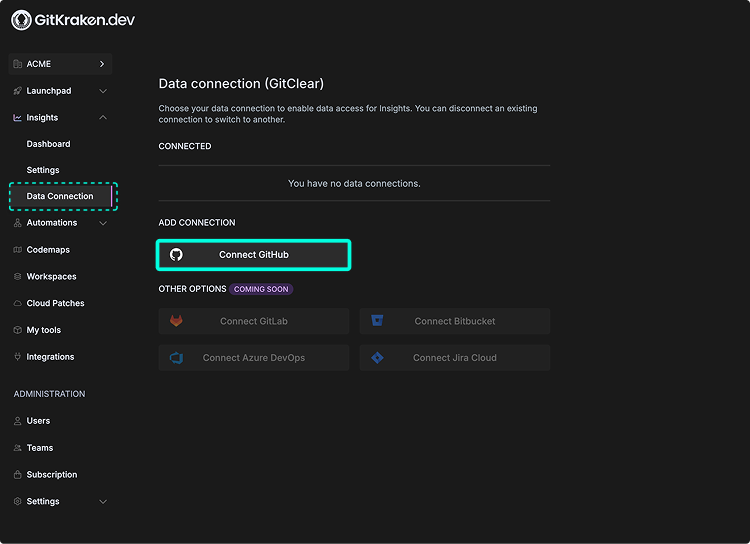 GitKraken.dev
ACME
Launchpad
Insights
Dashboard
Settings
Data Connection
Automations
Codemaps
Workspaces
Cloud Patches
My tools
Integrations
ADMINISTRATION
Users
Teams
Subscription
Settings
Data connection (GitClear)
Choose your data connection to enable data access for Insights. You can disconnect an existing
connection to switch to another.
CONNECTED
You have no data connections.
ADD CONNECTION
Connect GitHub
OTHER OPTIONS COMING SOON
Connect GitLab
Connect Bitbucket
Connect Azure DevOps
Connect Jira Cloud